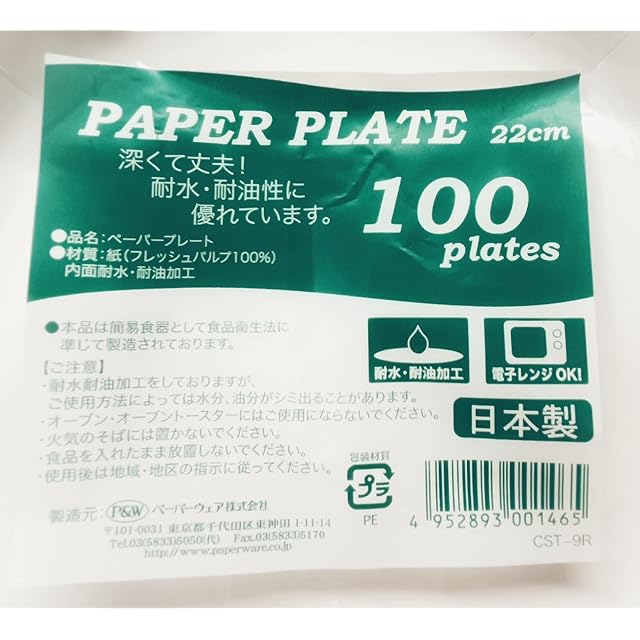 PAPER PLATE 22cm
深くて丈夫!
耐水・耐油性に
優れています。
100
plates
●品名:ペーパープレート
●材質:紙(フレッシュパルプ100%)
内面耐水・耐油加工
●本品は簡易食器として食品衛生法に
準じて製造されております。
【ご注意】
・耐水耐油加工をしておりますが、
ご使用方法によっては水分、油分がシミ出ることがあります。
・オーブン・オーブントースターにはご使用にならないでください。
・火気のそばには置かないでください。
・食品を入れたまま放置しないでください。
・使用後は地域・地区の指示に従ってください。
耐水・耐油加工
電子レンジOK!
日本製
包装材質
プラ
PE
製造元: P&W ペーパーウェア株式会社
〒101-0031 東京都千代田区東神田1-11-14
Tel.03(5833)5050(代) Fax.03(5833)5170
http://www.paperware.co.jp
4 952893 001465
CST-9R